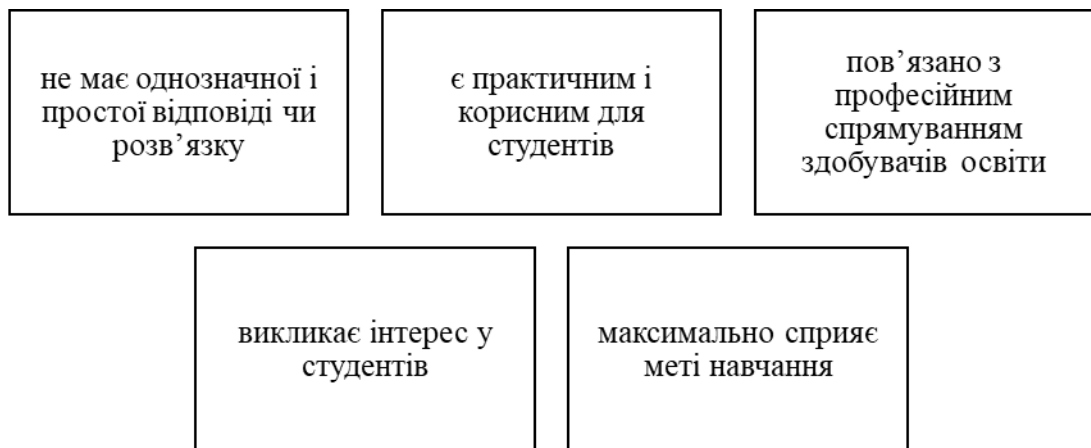 не має однозначної і
простої відповіді чи
розв’язку
є практичним і
корисним для
студентів
пов’язано з
професійним
спрямуванням
здобувачів освіти
викликає інтерес у
студентів
максимально сприяє
меті навчання